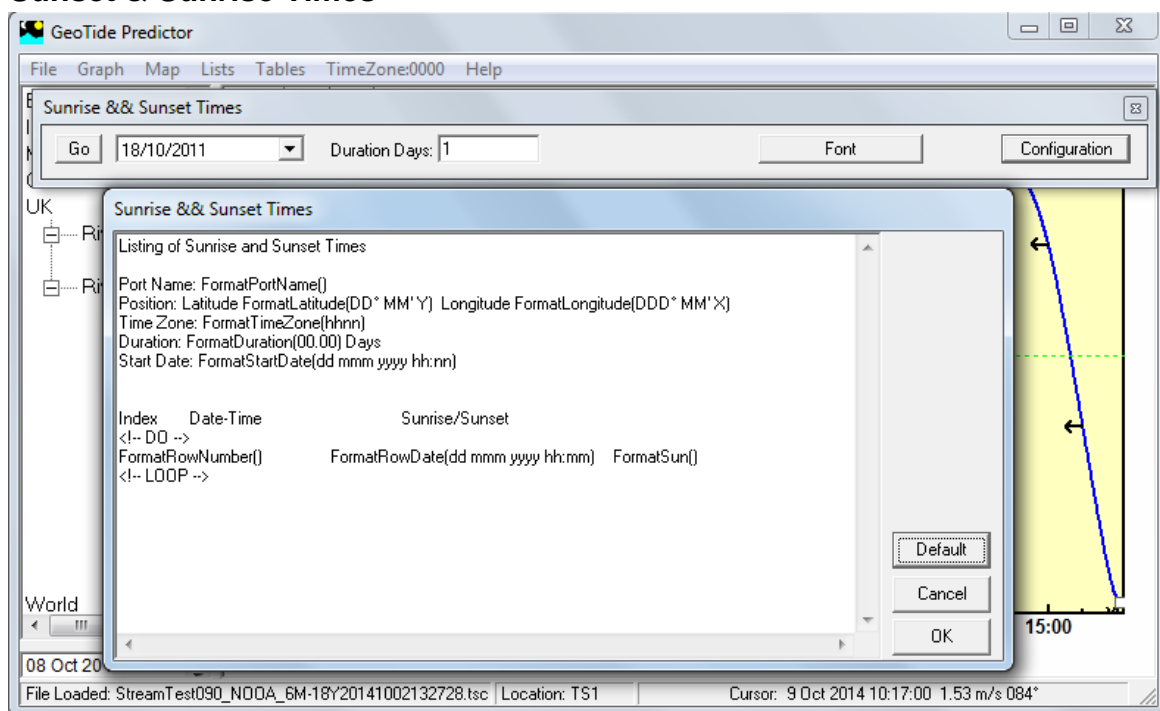 Sunset & Sunrise Times
GeoTide Predictor
File Graph Map Lists Tables TimeZone:0000 Help
Sunrise && Sunset Times
Go 18/10/2011 Duration Days: 1 Font Configuration
UK
Sunrise && Sunset Times
Listing of Sunrise and Sunset Times
Port Name: FormatPortName()
Position: Latitude FormatLatitude(DD° MM' Y) Longitude FormatLongitude(DDD° MM' X)
Time Zone: FormatTimeZone(hhnn)
Duration: FormatDuration(00.00) Days
Start Date: FormatStartDate(dd mmm yyyy hh:nn)
Index Date-Time Sunrise/Sunset
<!-- DO -->
FormatRowNumber() FormatRowDate(dd mmm yyyy hh:mm) FormatSun()
<!-- LOOP -->
Ri
Ri
Default
Cancel
OK
World
15:00
08 Oct 20
File Loaded: StreamTest090_NOOA_6M-18Y20141002132728.tsc Location: TS1 Cursor: 9 Oct 2014 10:17:00 1.53 m/s 084°